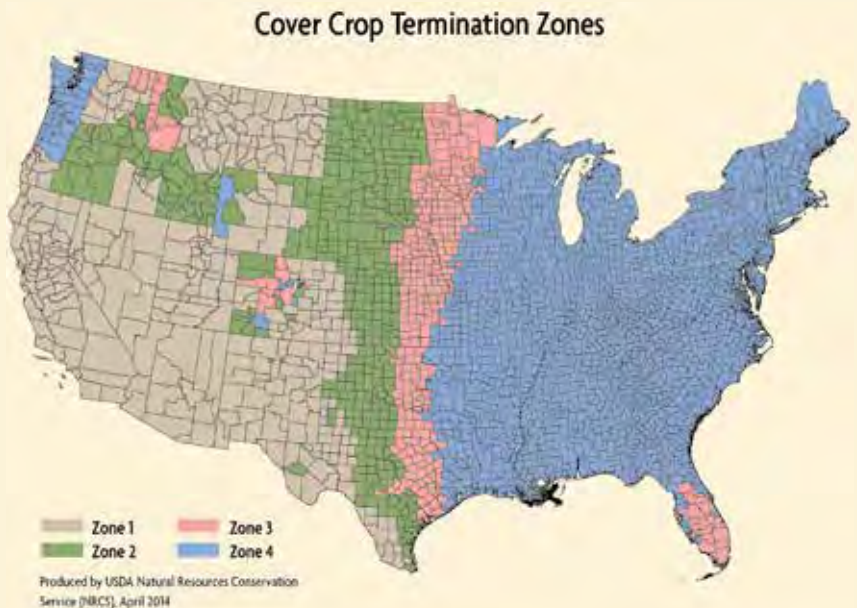 Cover Crop Termination Zones
Zone 1
Zone 3
Zone 2
Zone 4
Produced by USDA Natural Resources Conservation
Service (NRCS), April 2014